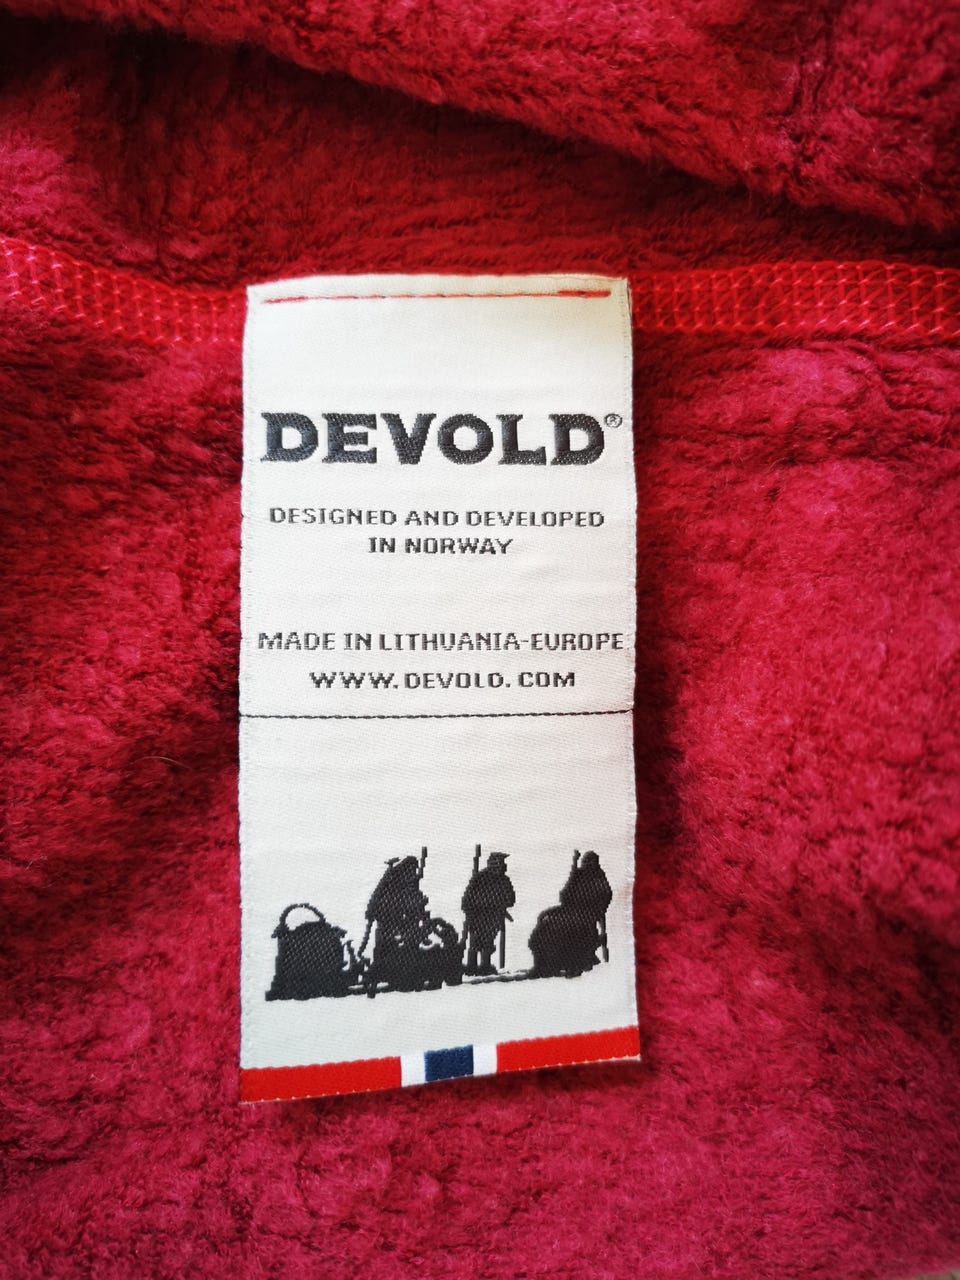 DEVOLD®
DESIGNED AND DEVELOPED
IN NORWAY
MADE IN LITHUANIA-EUROPE
WWW.DEVOLD.COM